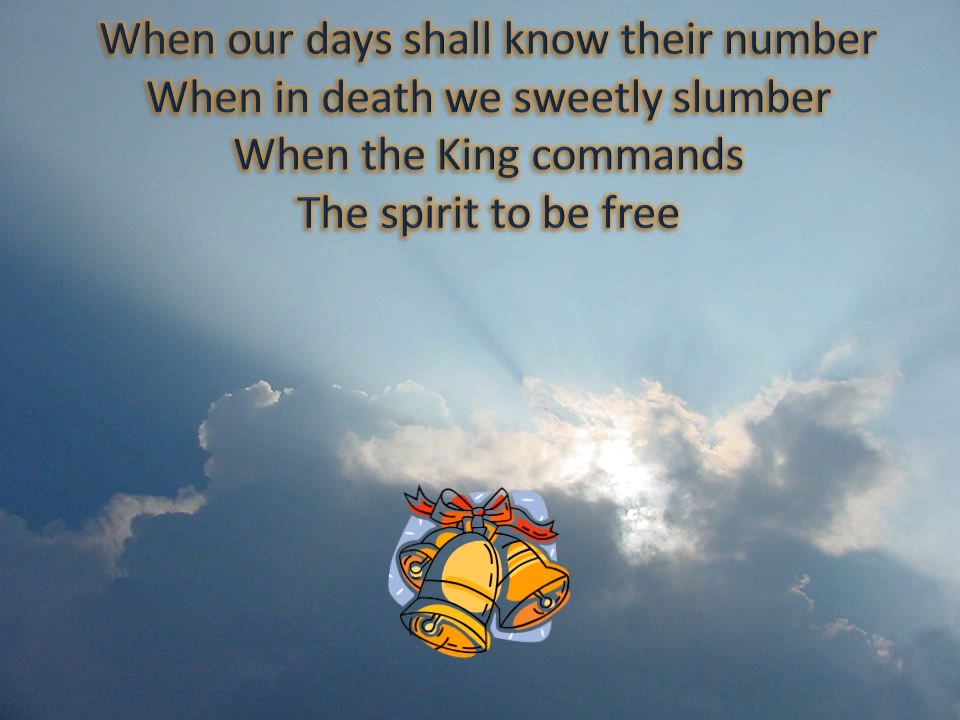 When our days shall know their number
When in death we sweetly slumber
When the King commands
The spirit to be free